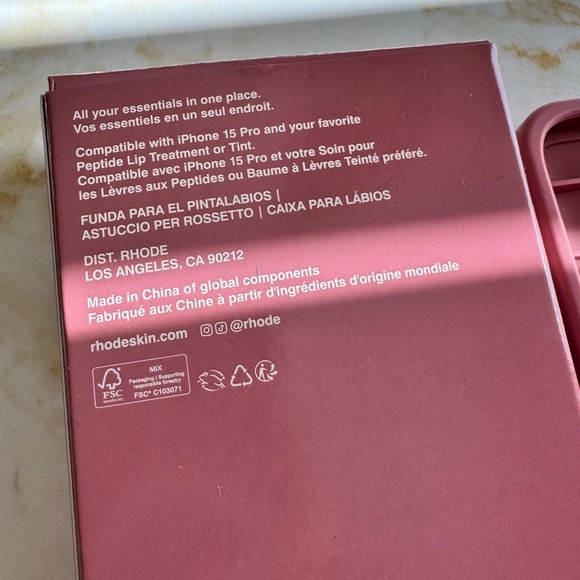 All your essentials in one place.
Vos essentiels en un seul endroit.
Compatible with iPhone 15 Pro and your favorite
Peptide Lip Treatment or Tint.
Compatible avec iPhone 15 Pro et votre Soin pour
les Lèvres aux Peptides ou Baume à Lèvres Teinté préféré.
FUNDA PARA EL PINTALABIOS |
ASTUCCIO PER ROSSETTO | CAIXA PARA LÁBIOS
DIST. RHODE
LOS ANGELES, CA 90212
Made in China of global components
Fabriqué aux Chine à partir d'ingrédients d'origine mondiale
rhodeskin.com @rhode
FSC
www.fsc.org
MIX
Packaging | Supporting
responsible forestry
FSC® C103071